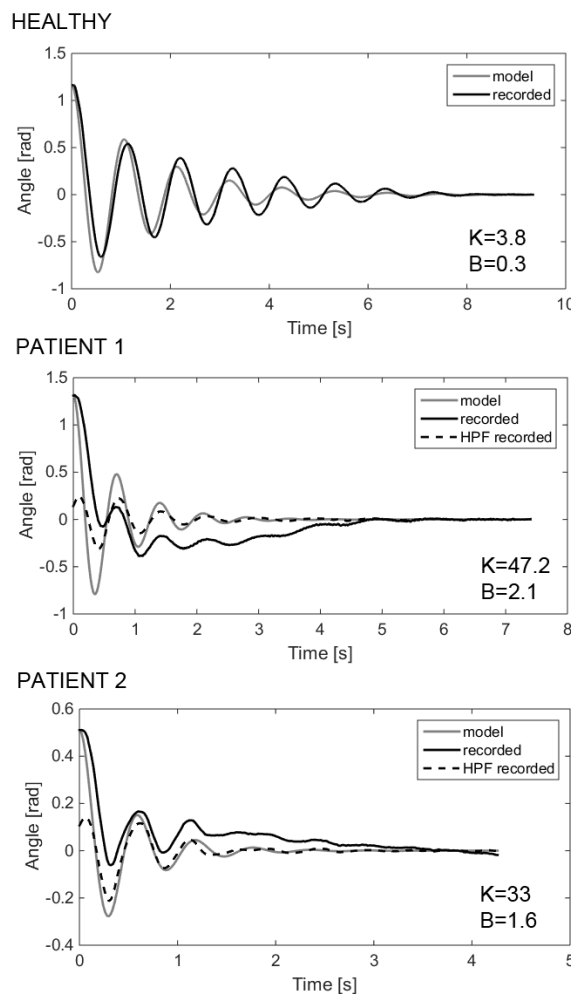 HEALTHY
1.5
1
0.5
0
-0.5
-1
Angle [rad]
model
recorded
K=3.8
B=0.3
0 2 4 6 8 10
Time [s]
PATIENT 1
1.5
1
0.5
0
-0.5
-1
Angle [rad]
model
recorded
HPF recorded
K=47.2
B=2.1
0 1 2 3 4 5 6 7 8
Time [s]
PATIENT 2
0.6
0.4
0.2
0
-0.2
-0.4
Angle [rad]
model
recorded
HPF recorded
K=33
B=1.6
0 1 2 3 4 5
Time [s]